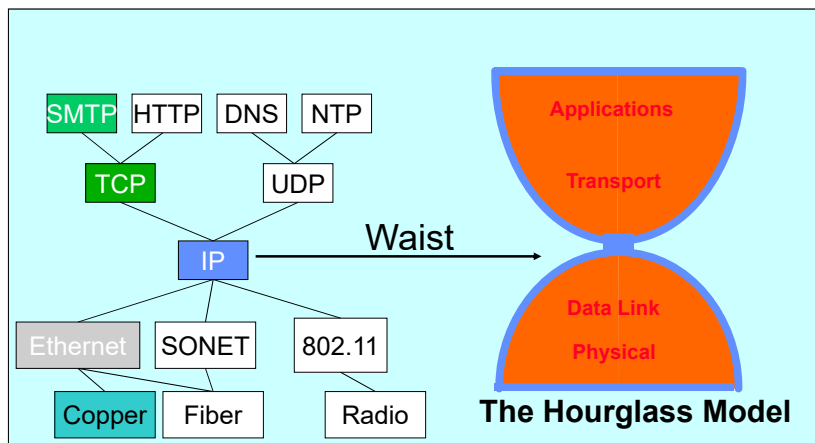 SMTP HTTP DNS NTP
TCP UDP
IP
Waist
Ethernet SONET 802.11
Copper Fiber Radio
Applications
Transport
Data Link
Physical
The Hourglass Model